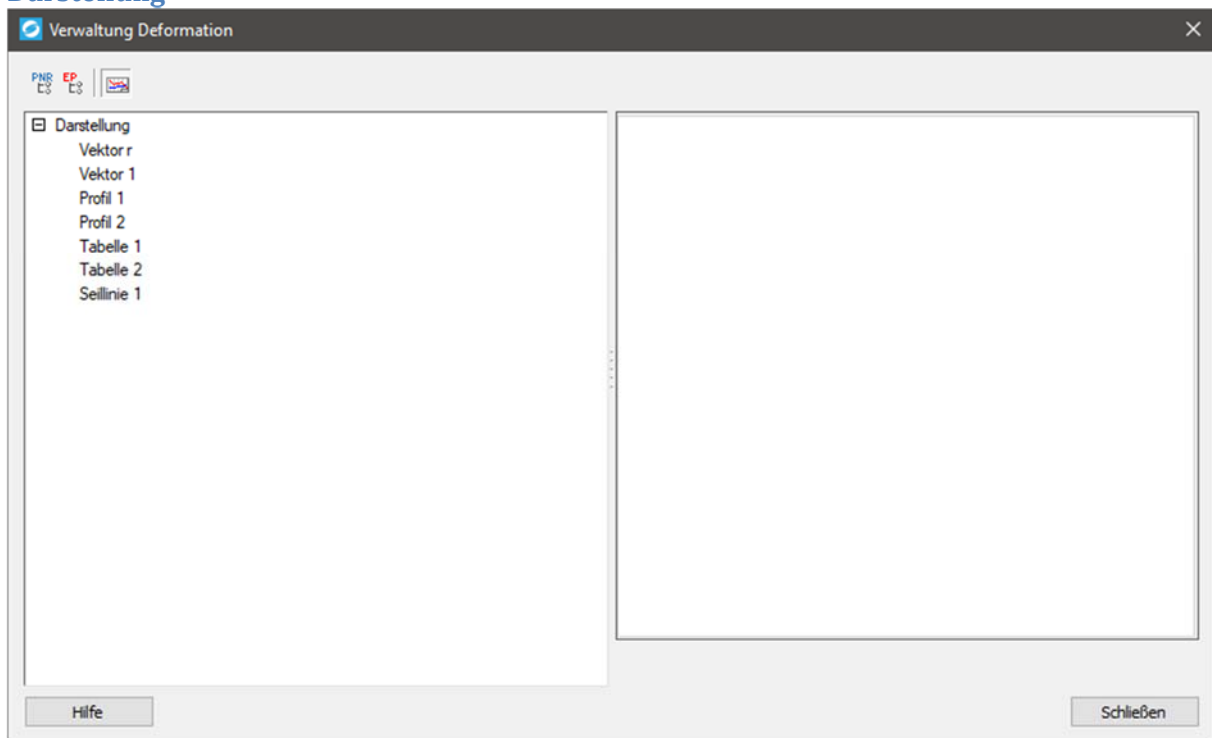 Darstellung
Verwaltung Deformation
PNR EP
Darstellung
Vektor r
Vektor 1
Profil 1
Profil 2
Tabelle 1
Tabelle 2
Seillinie 1
Hilfe
Schließen